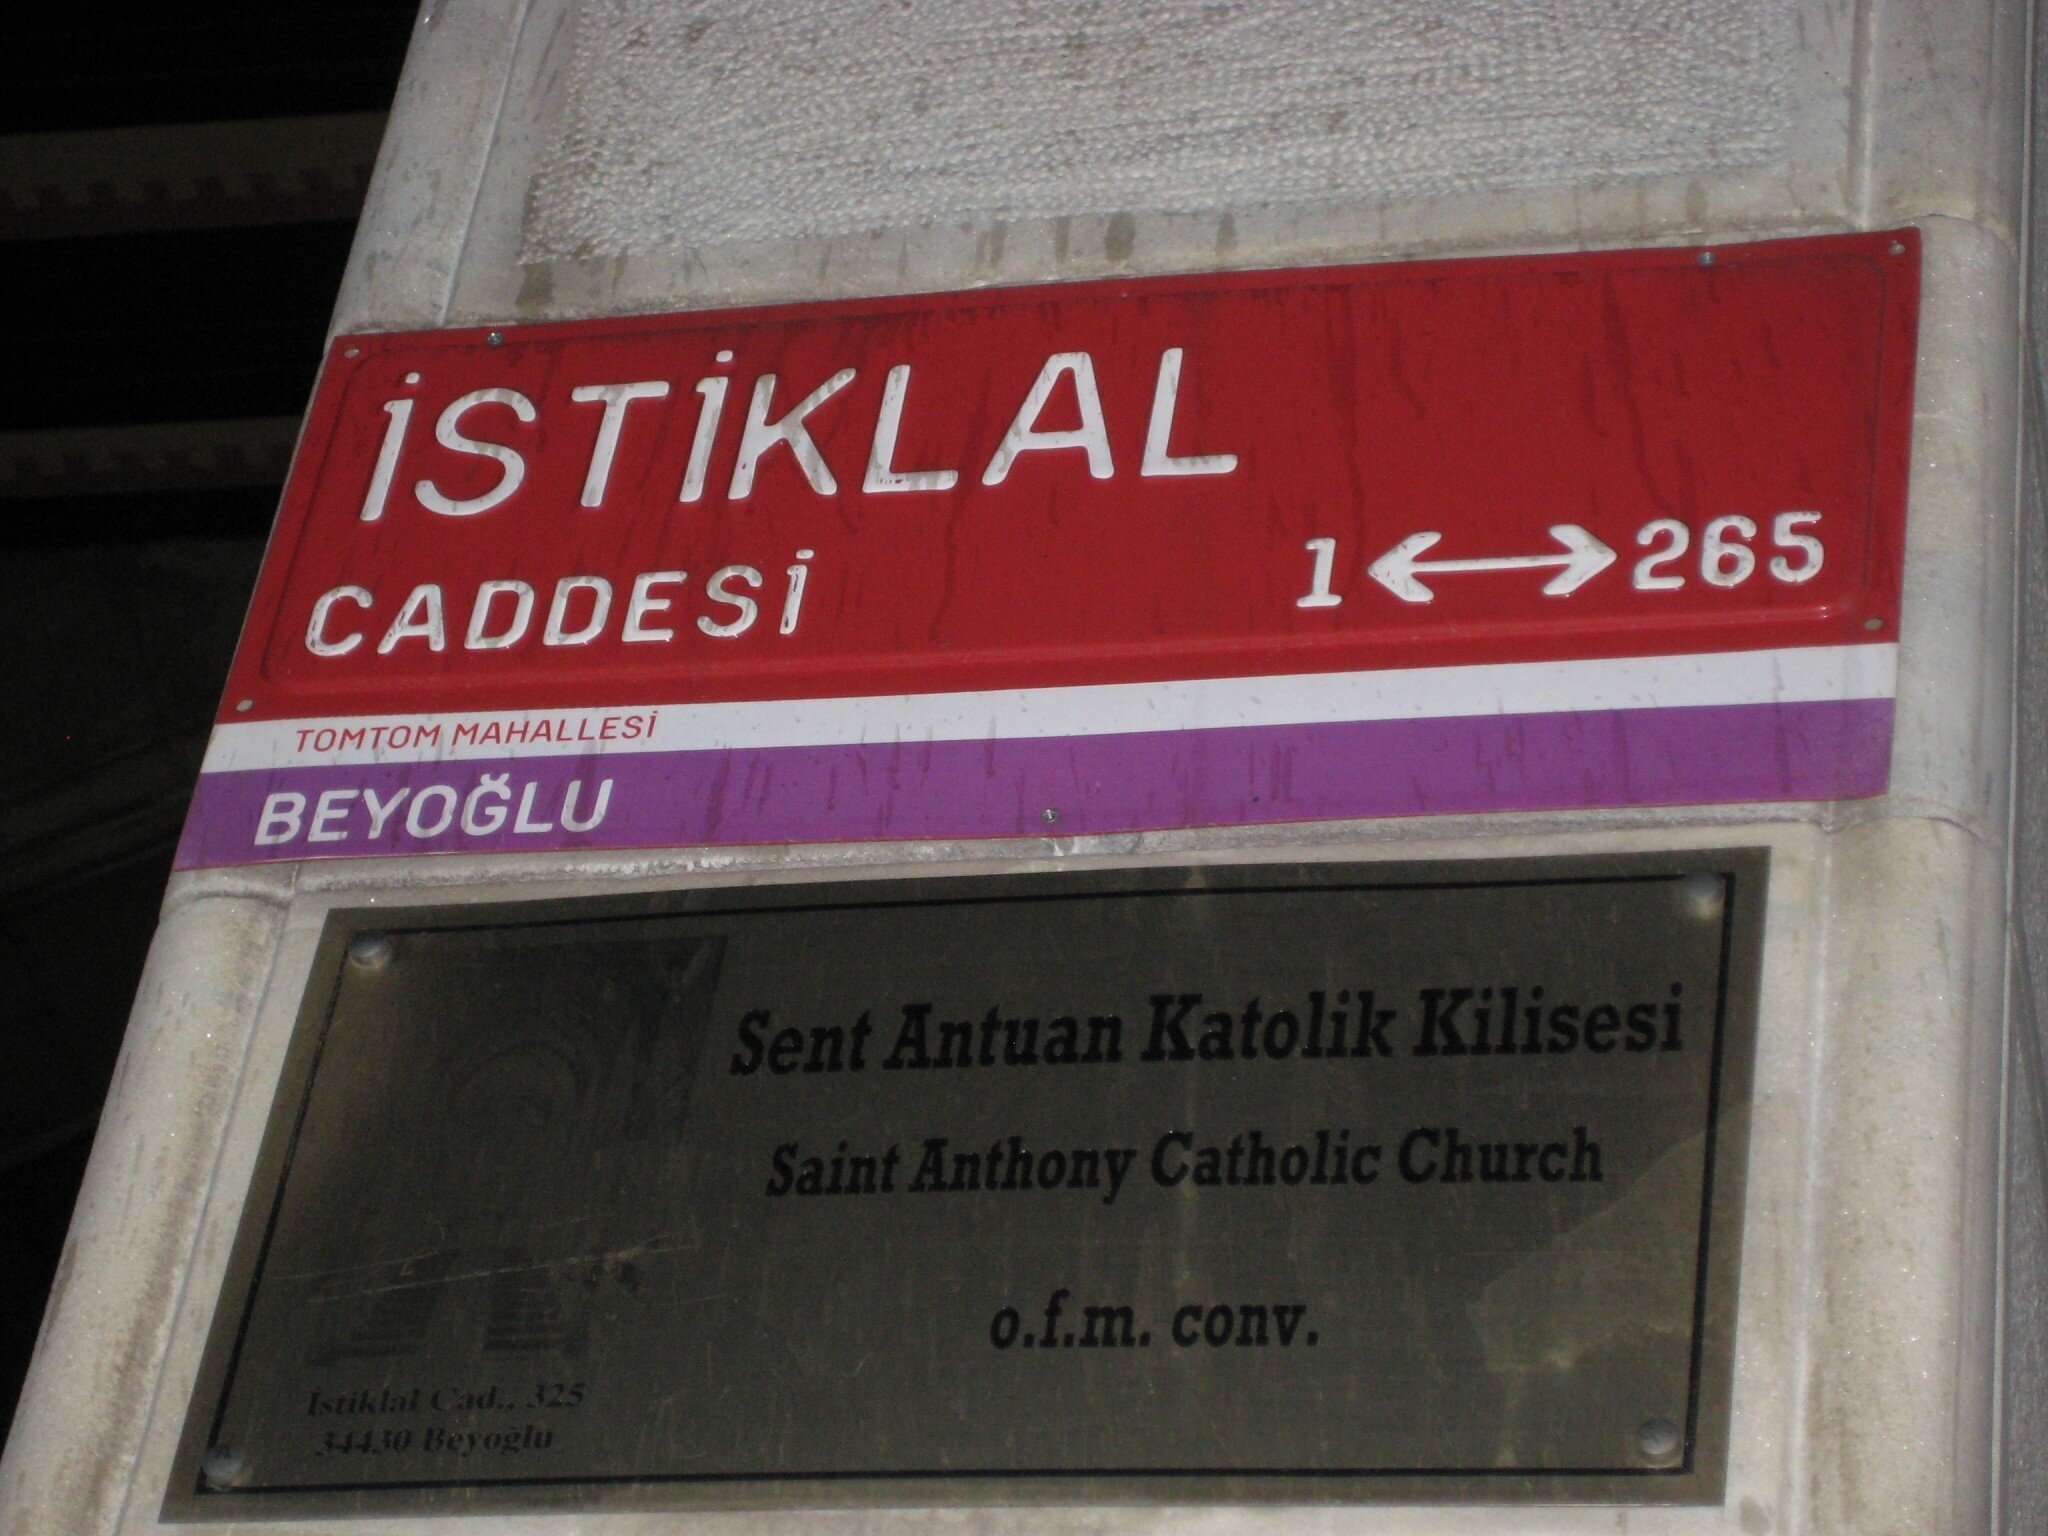 İSTİKLAL
CADDESİ
1 ↔ 265
TOMTOM MAHALLESİ
BEYOĞLU
Sent Antuan Katolik Kilisesi
Saint Anthony Catholic Church
o.f.m. conv.
İstiklal Cad., 325
34430 Beyoğlu